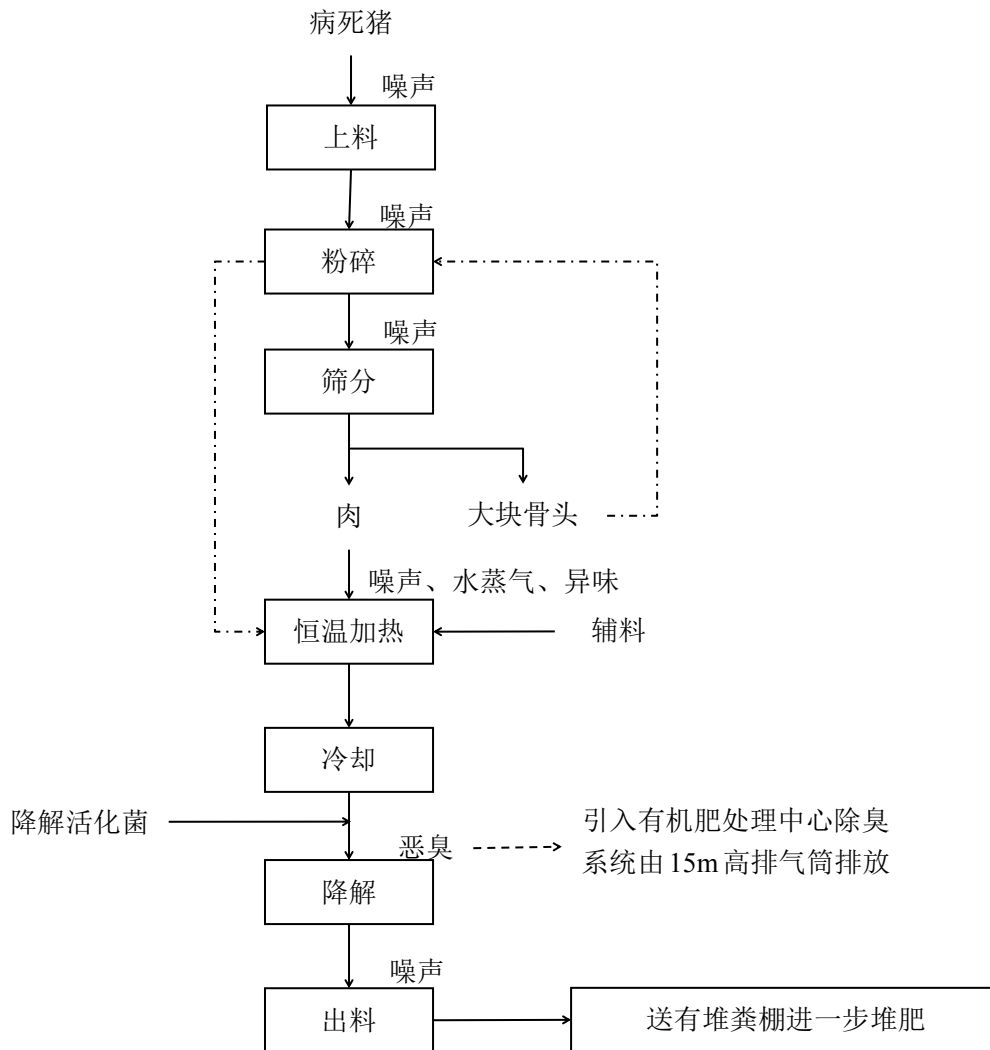 病死猪
噪声
上料
噪声
粉碎
噪声
筛分
肉
大块骨头
噪声、水蒸气、异味
恒温加热
辅料
冷却
降解活化菌
恶臭
引入有机肥处理中心除臭
系统由15m高排气筒排放
降解
噪声
出料
送有堆粪棚进一步堆肥